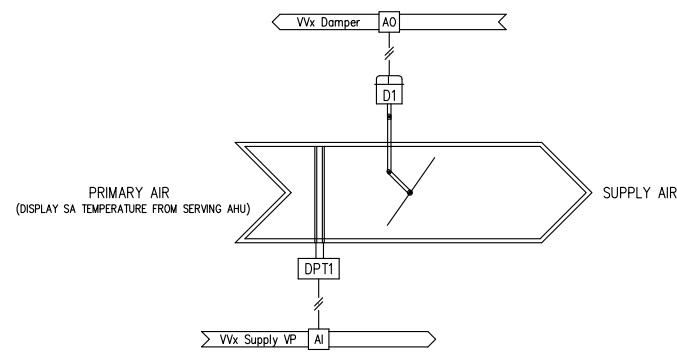 VVx Damper AO
D1
PRIMARY AIR
(DISPLAY SA TEMPERATURE FROM SERVING AHU)
SUPPLY AIR
DPT1
VVx Supply VP AI